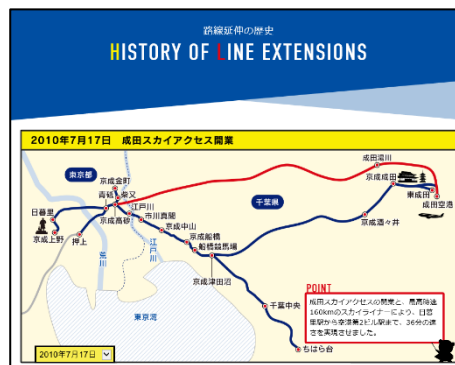 路線延伸の歴史
HISTORY OF LINE EXTENSIONS
2010年7月17日 成田スカイアクセス開業
東京都
京成金町
青砥
柴又
日暮里
京成上野
押上
京成高砂
江戸川
市川真間
京成中山
京成船橋
船橋競馬場
京成津田沼
荒川
江戸川
東京湾
千葉県
成田湯川
京成成田
東成田
成田空港
京成酒々井
千葉中央
ちはら台
POINT
成田スカイアクセスの開業と、最高時速
160kmのスカイライナーにより、日暮
里駅から空港第2ビル駅まで、36分の速
さを実現させました。
2010年7月17日